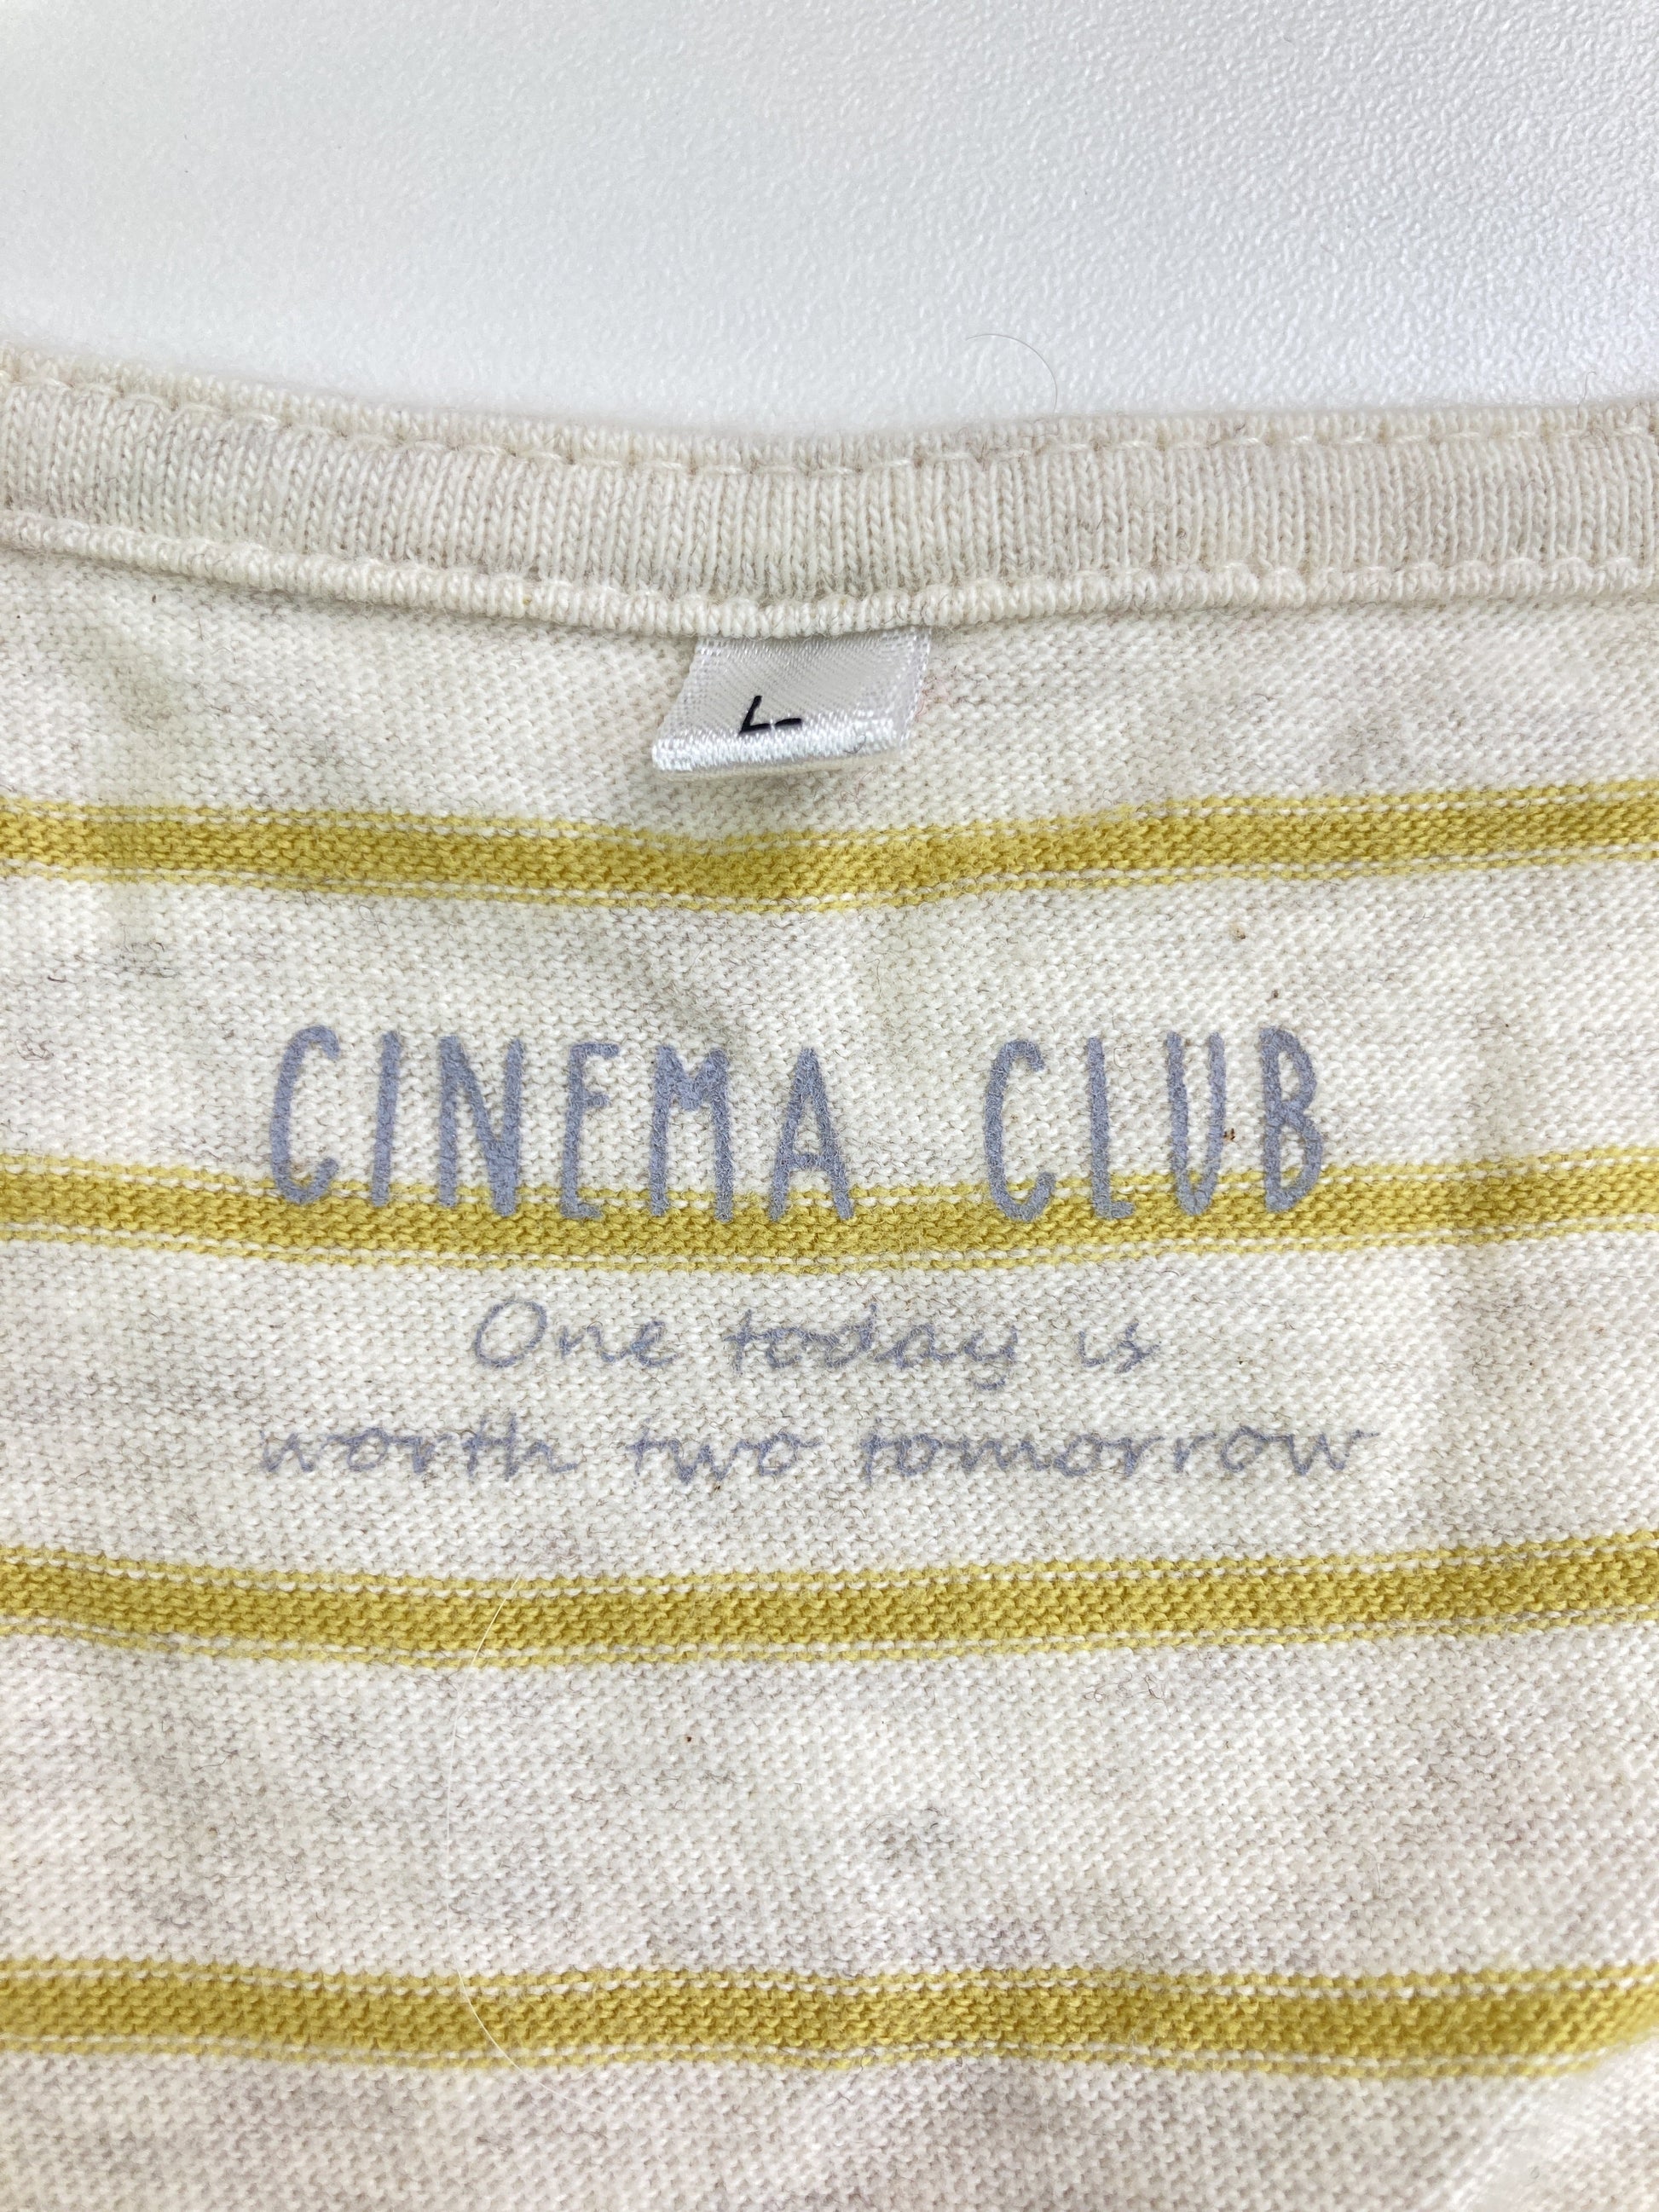 L
CINEMA CLUB
One today is
worth two tomorrow